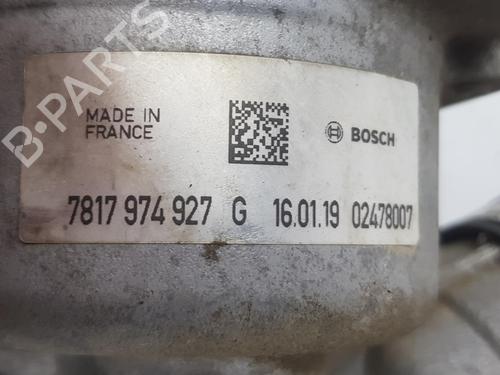 B-PARTS
MADE IN
FRANCE
BOSCH
7817 974 927 G 16.01.19 02478007